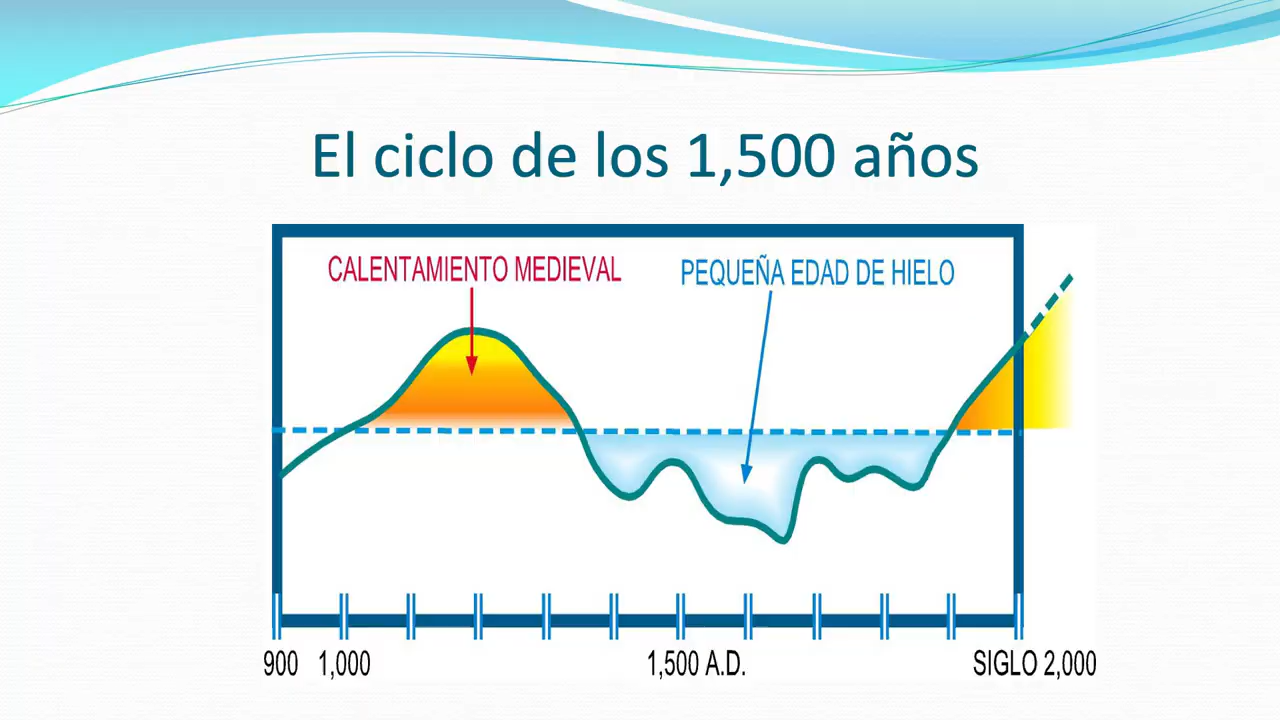 El ciclo de los 1,500 años
CALENTAMIENTO MEDIEVAL
PEQUEÑA EDAD DE HIELO
900 1,000 1,500 A.D. SIGLO 2,000